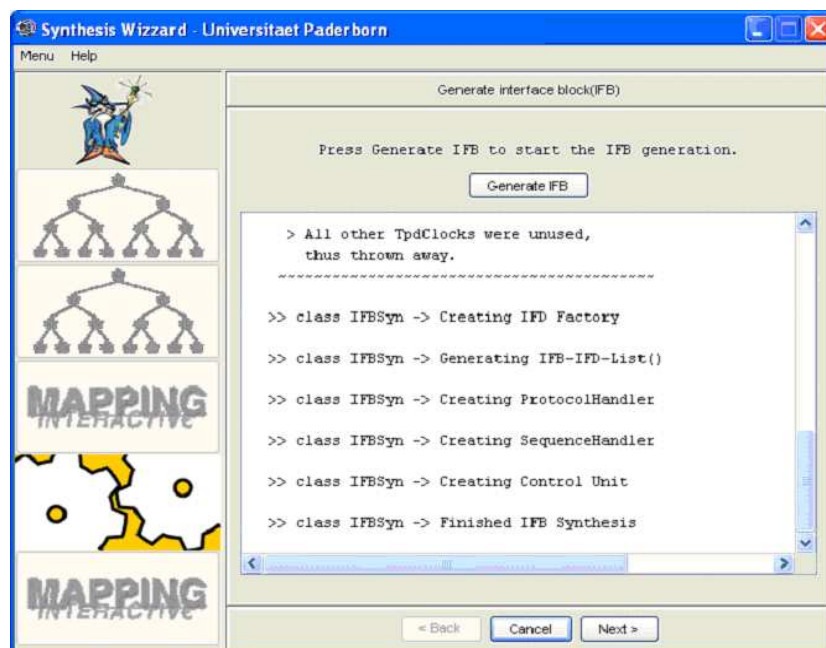 Synthesis Wizzard - Universitaet Paderborn
Menu Help
Generate interface block(IFB)
Press Generate IFB to start the IFB generation.
Generate IFB
> All other TpdClocks were unused,
thus thrown away.
~~~~~~~~~~~~~~~~~~~~~~~~~~~~~~~~~~~~~~~~~
>> class IFBSyn -> Creating IFD Factory
>> class IFBSyn -> Generating IFB-IFD-List()
>> class IFBSyn -> Creating ProtocolHandler
>> class IFBSyn -> Creating SequenceHandler
>> class IFBSyn -> Creating Control Unit
>> class IFBSyn -> Finished IFB Synthesis
MAPPING
INTERACTIVE
MAPPING
INTERACTIVE
< Back Cancel Next >